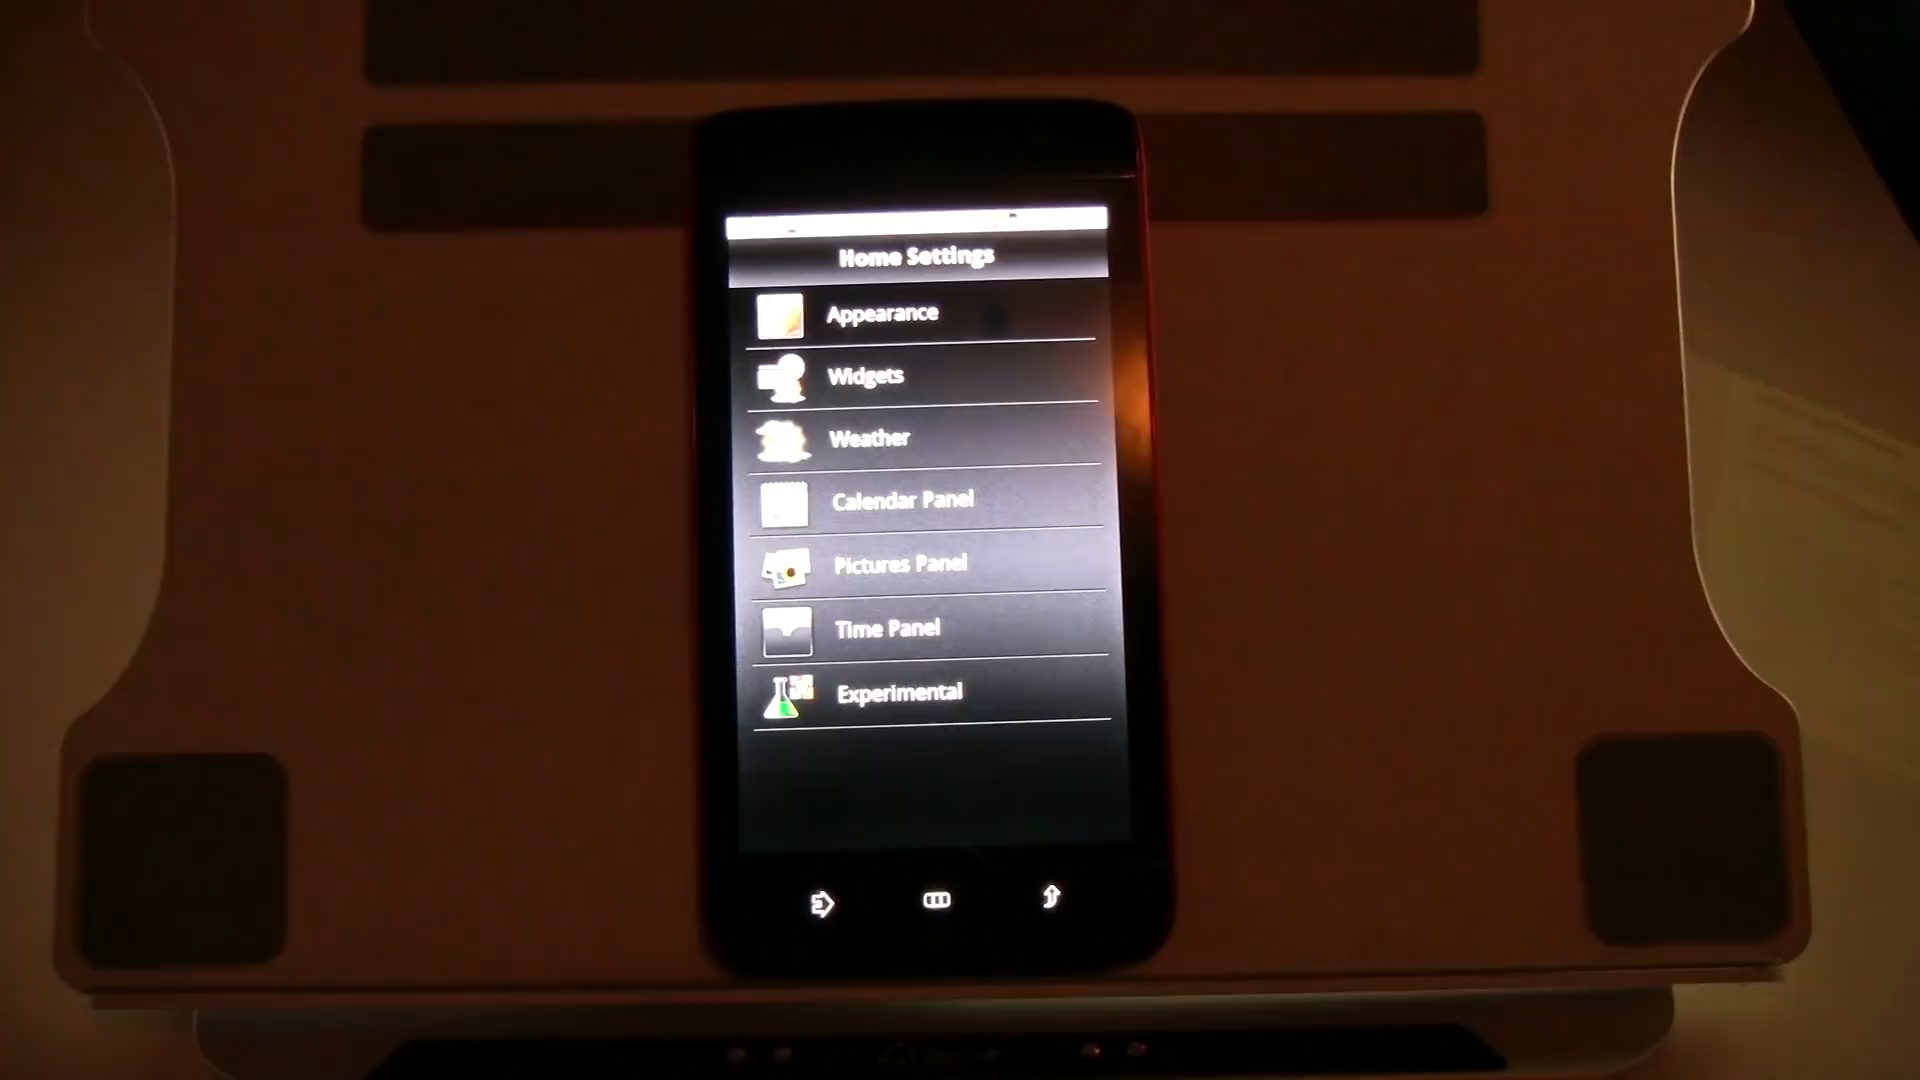 Home Settings
Appearance
Widgets
Weather
Calendar Panel
Pictures Panel
Time Panel
Experimental